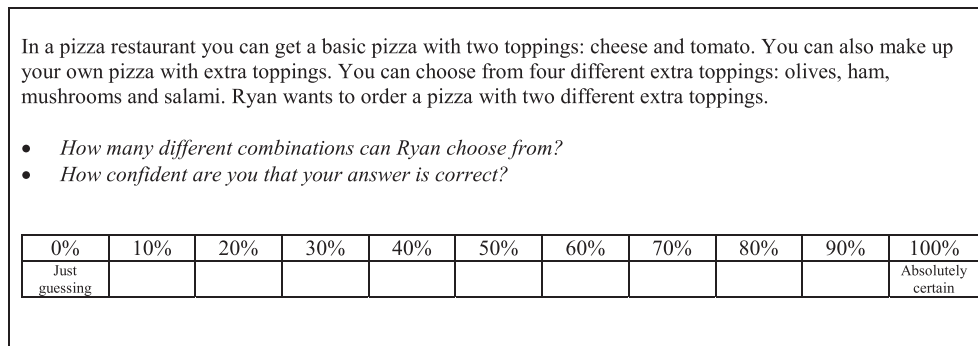 In a pizza restaurant you can get a basic pizza with two toppings: cheese and tomato. You can also make up
your own pizza with extra toppings. You can choose from four different extra toppings: olives, ham,
mushrooms and salami. Ryan wants to order a pizza with two different extra toppings.
• How many different combinations can Ryan choose from?
• How confident are you that your answer is correct?
0% 10% 20% 30% 40% 50% 60% 70% 80% 90% 100%
Just Absolutely
guessing certain